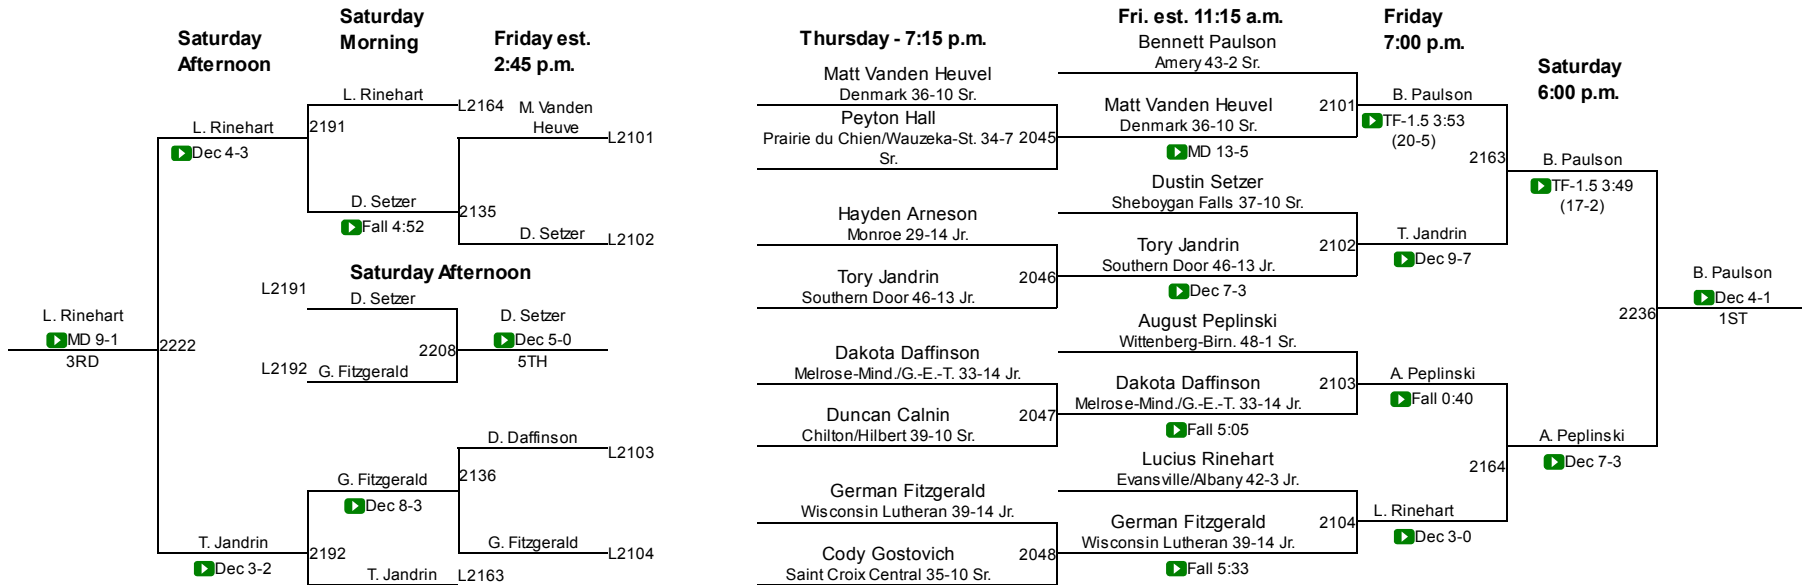 Saturday
Afternoon
Saturday
Morning
Friday est.
2:45 p.m.
L. Rinehart
L2164
M. Vanden
Heuve
L2101
L. Rinehart
2191
Dec 4-3
D. Setzer
2135
Fall 4:52
D. Setzer
L2102
Saturday Afternoon
L2191
D. Setzer
L. Rinehart
MD 9-1
3RD
2222
D. Setzer
2208
Dec 5-0
5TH
L2192
G. Fitzgerald
D. Daffinson
L2103
G. Fitzgerald
2136
Dec 8-3
T. Jandrin
2192
Dec 3-2
G. Fitzgerald
L2104
T. Jandrin
L2163
Thursday - 7:15 p.m.
Matt Vanden Heuvel
Denmark 36-10 Sr.
Peyton Hall
Prairie du Chien/Wauzeka-St. 34-7
Sr.
2045
Hayden Arneson
Monroe 29-14 Jr.
Tory Jandrin
2046
Southern Door 46-13 Jr.
Dakota Daffinson
Melrose-Mind./G.-E.-T. 33-14 Jr.
Duncan Calnin
2047
Chilton/Hilbert 39-10 Sr.
German Fitzgerald
Wisconsin Lutheran 39-14 Jr.
Cody Gostovich
2048
Saint Croix Central 35-10 Sr.
Fri. est. 11:15 a.m.
Bennett Paulson
Amery 43-2 Sr.
Matt Vanden Heuvel
2101
Denmark 36-10 Sr.
MD 13-5
Dustin Setzer
Sheboygan Falls 37-10 Sr.
Tory Jandrin
2102
Southern Door 46-13 Jr.
Dec 7-3
August Peplinski
Wittenberg-Birn. 48-1 Sr.
Dakota Daffinson
2103
Melrose-Mind./G.-E.-T. 33-14 Jr.
Fall 5:05
Lucius Rinehart
Evansville/Albany 42-3 Jr.
German Fitzgerald
2104
Wisconsin Lutheran 39-14 Jr.
Fall 5:33
Friday
7:00 p.m.
B. Paulson
TF-1.5 3:53
(20-5)
2163
T. Jandrin
Dec 9-7
A. Peplinski
Fall 0:40
2164
L. Rinehart
Dec 3-0
Saturday
6:00 p.m.
B. Paulson
TF-1.5 3:49
(17-2)
2236
A. Peplinski
Dec 7-3
B. Paulson
Dec 4-1
1ST